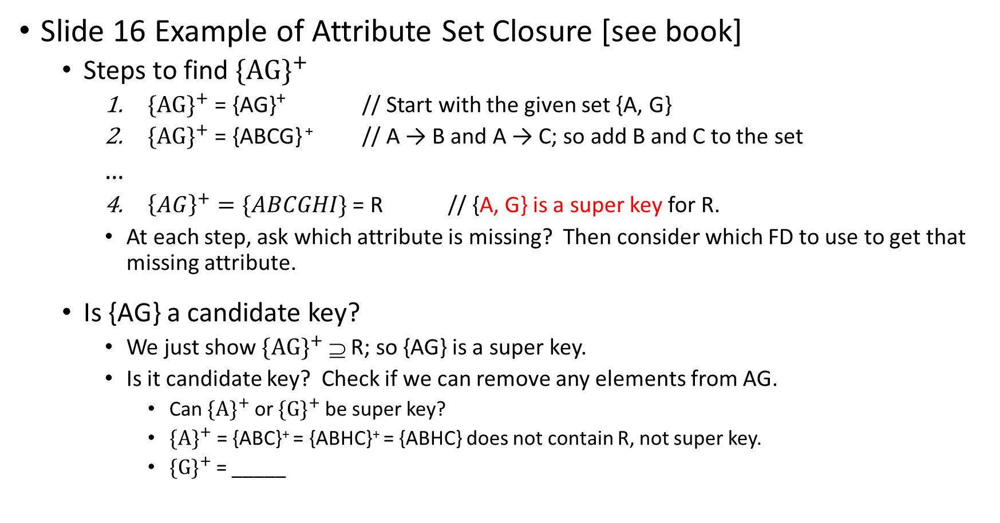 • Slide 16 Example of Attribute Set Closure [see book]
• Steps to find {AG}⁺
1. {AG}⁺ = {AG}⁺ // Start with the given set {A, G}
2. {AG}⁺ = {ABCG}⁺ // A → B and A → C; so add B and C to the set
...
4. {AG}⁺ = {ABCGHI} = R // {A, G} is a super key for R.
• At each step, ask which attribute is missing? Then consider which FD to use to get that
missing attribute.
• Is {AG} a candidate key?
• We just show {AG}⁺ ⊇ R; so {AG} is a super key.
• Is it candidate key? Check if we can remove any elements from AG.
• Can {A}⁺ or {G}⁺ be super key?
• {A}⁺ = {ABC}⁺ = {ABHC}⁺ = {ABHC} does not contain R, not super key.
• {G}⁺ = _____